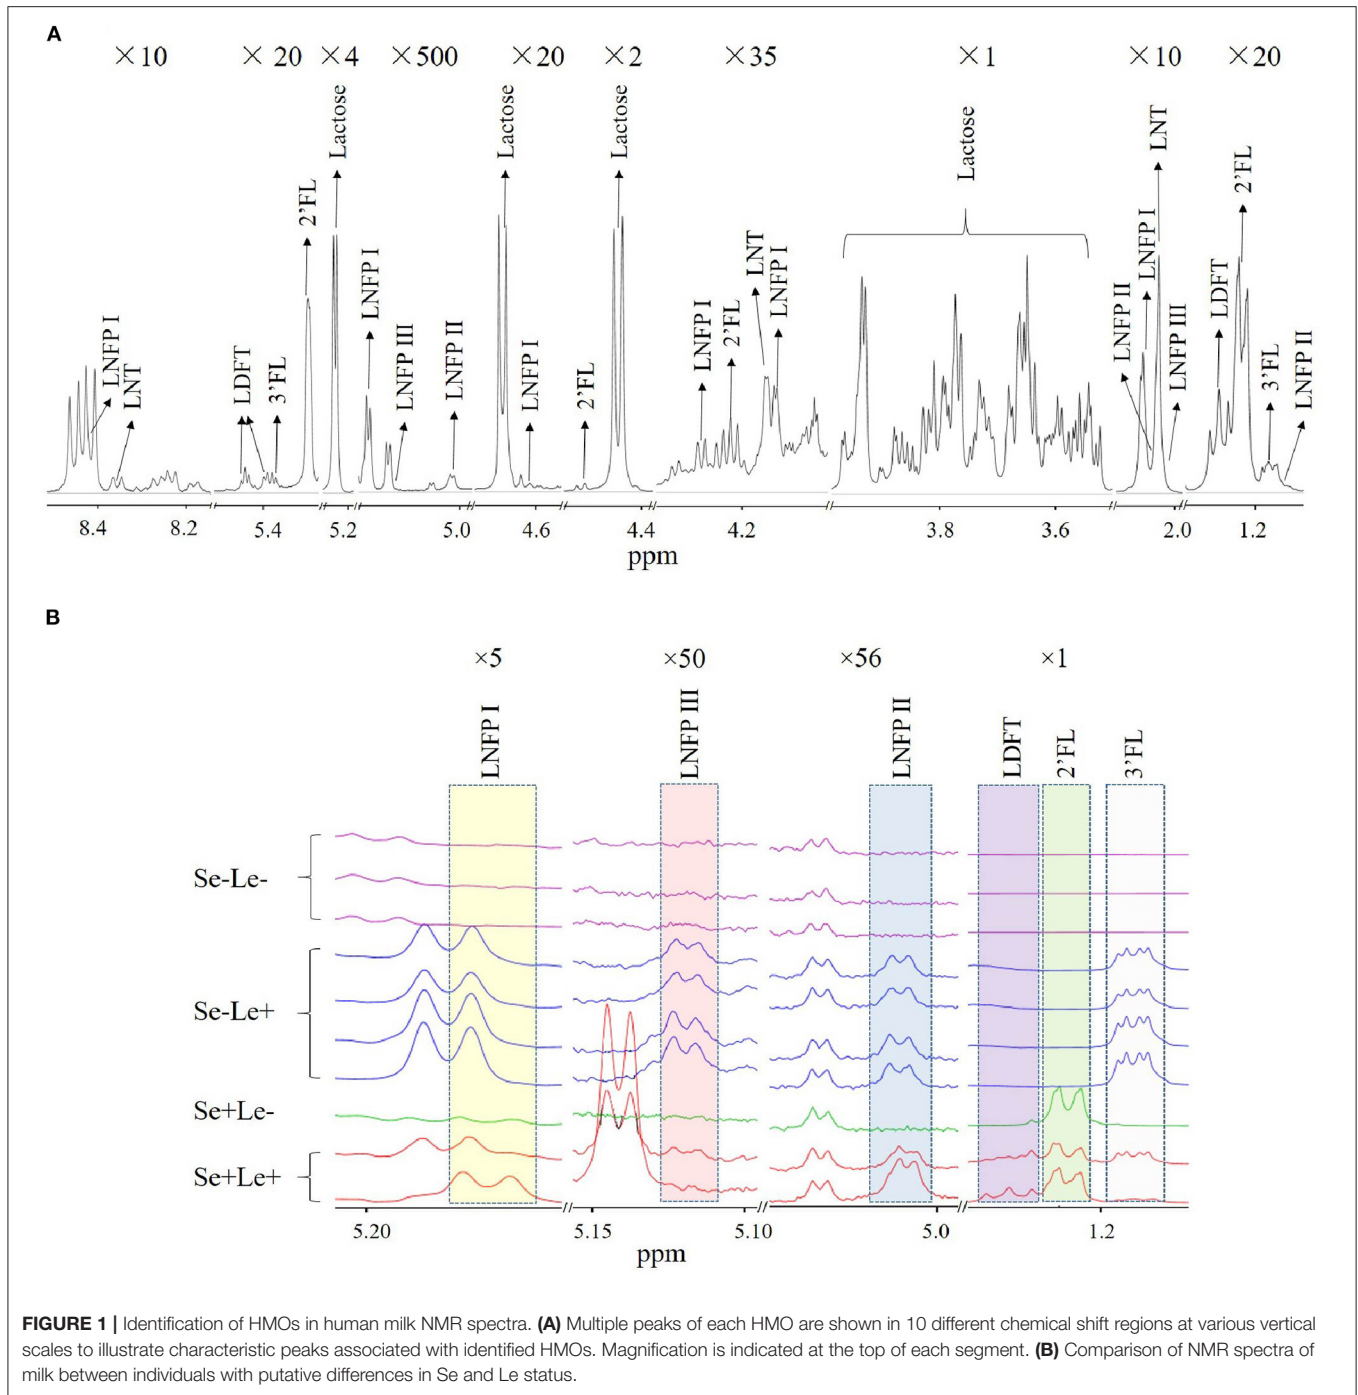 A
×10 ×20 ×4 ×500 ×20 ×2 ×35 ×1 ×10 ×20
LNFP I
LNT
LDFT
3'FL
2'FL
Lactose
LNFP I
LNFP III
LNFP II
Lactose
LNFP I
2'FL
Lactose
LNFP I
2'FL
LNT
LNFP I
Lactose
LNFP II
LNFP I
LNT
LNFP III
LDFT
2'FL
3'FL
LNFP II
8.4 8.2 5.4 5.2 5.0 4.6 4.4 4.2 3.8 3.6 2.0 1.2
ppm
B
×5 ×50 ×56 ×1
LNFP I
LNFP III
LNFP II
LDFT
2'FL
3'FL
Se-Le-
Se-Le+
Se+Le-
Se+Le+
5.20 5.15 5.10 5.0 1.2
ppm
FIGURE 1 | Identification of HMOs in human milk NMR spectra. (A) Multiple peaks of each HMO are shown in 10 different chemical shift regions at various vertical
scales to illustrate characteristic peaks associated with identified HMOs. Magnification is indicated at the top of each segment. (B) Comparison of NMR spectra of
milk between individuals with putative differences in Se and Le status.